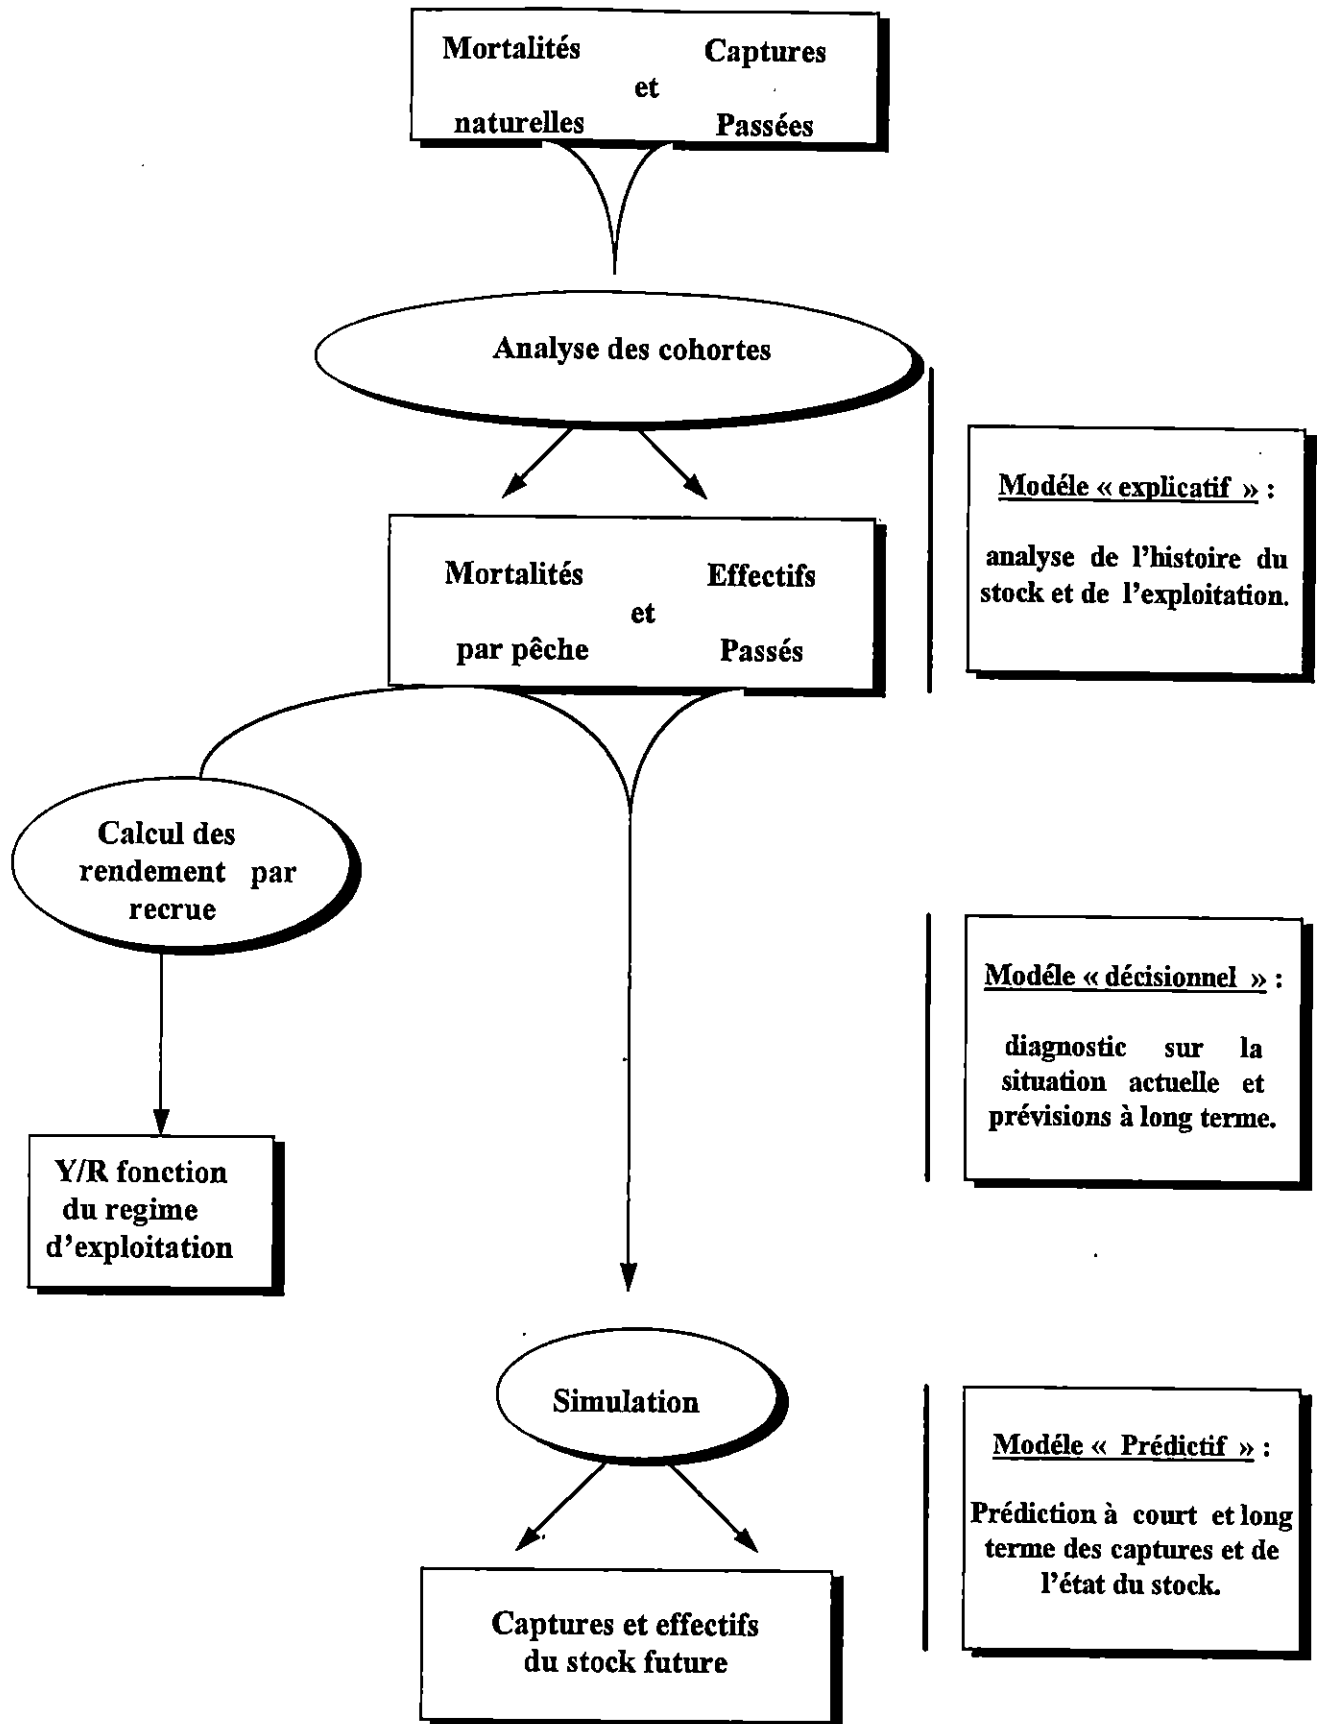 Mortalités Captures
et
naturelles Passées
Analyse des cohortes
Modéle « explicatif » :
analyse de l'histoire du
stock et de l'exploitation.
Mortalités Effectifs
et
par pêche Passés
Calcul des
rendement par
recrue
Modéle « décisionnel » :
diagnostic sur la
situation actuelle et
prévisions à long terme.
Y/R fonction
du regime
d'exploitation
Simulation
Modéle « Prédictif » :
Prédiction à court et long
terme des captures et de
l'état du stock.
Captures et effectifs
du stock future